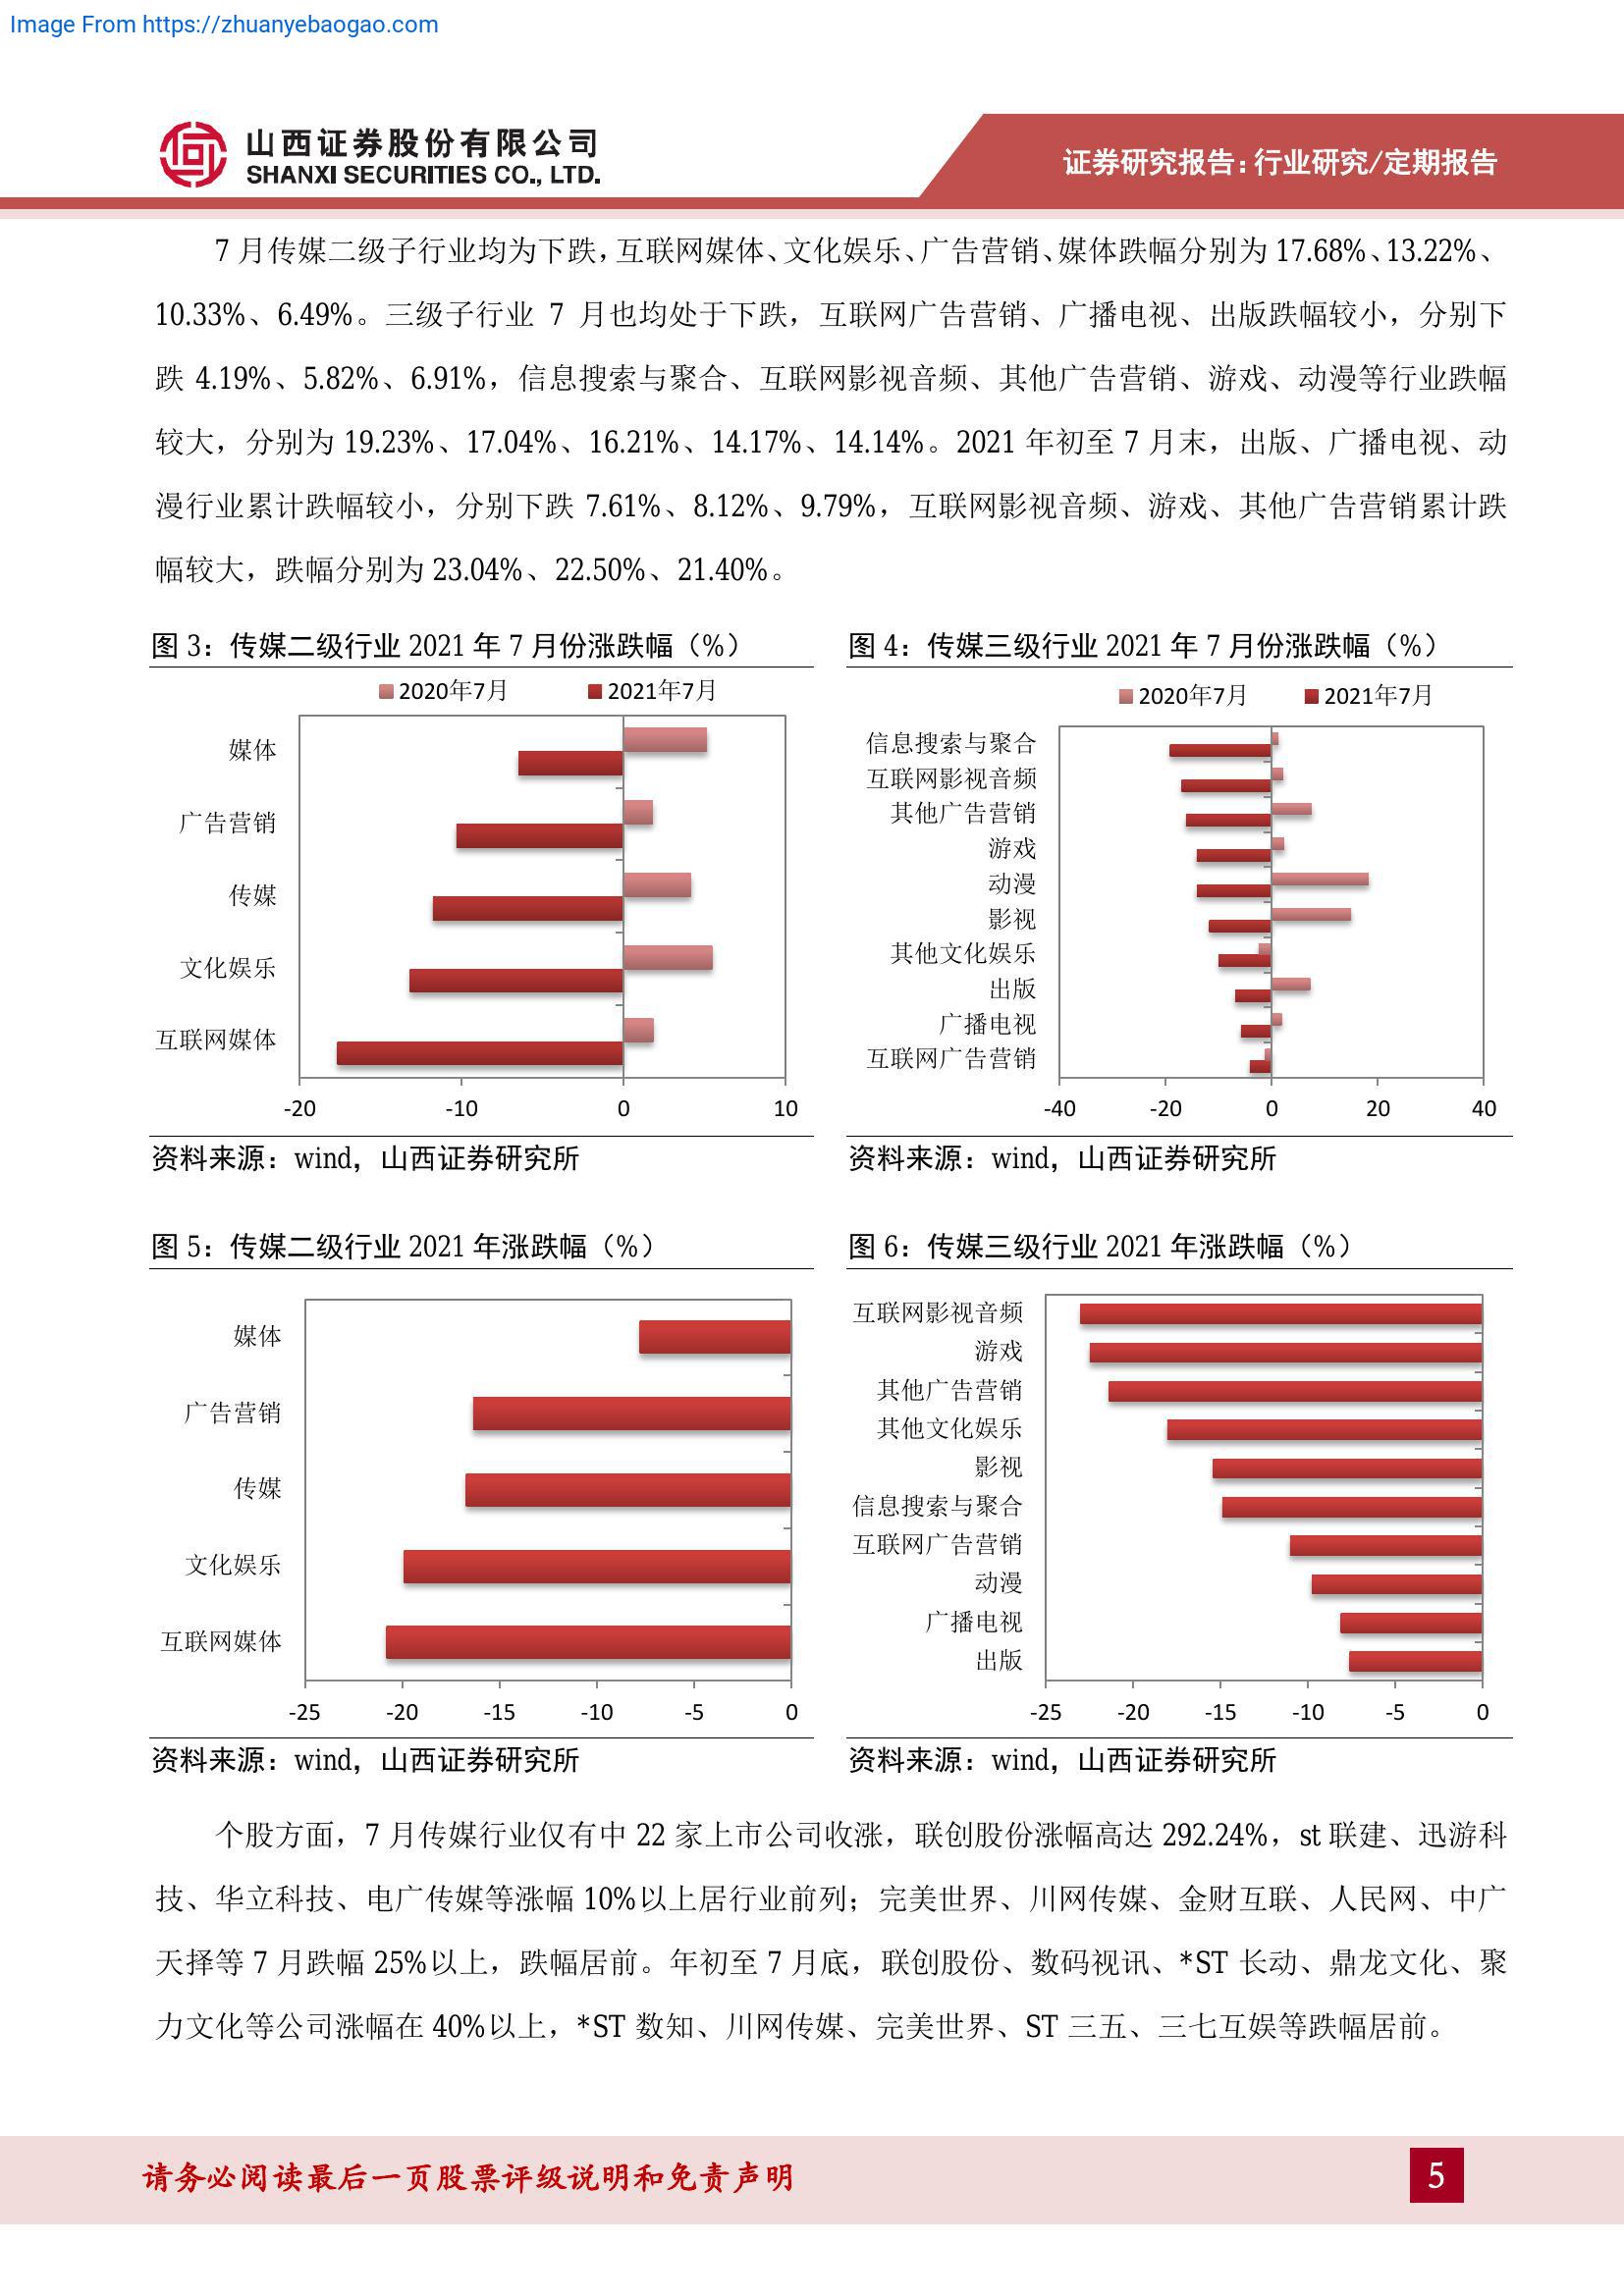 Image From https://zhuanyebaogao.com
山西证券股份有限公司
SHANXI SECURITIES CO., LTD.
证券研究报告：行业研究/定期报告
7 月传媒二级子行业均为下跌，互联网媒体、文化娱乐、广告营销、媒体跌幅分别为 17.68%、13.22%、
10.33%、6.49%。三级子行业 7 月也均处于下跌，互联网广告营销、广播电视、出版跌幅较小，分别下
跌 4.19%、5.82%、6.91%，信息搜索与聚合、互联网影视音频、其他广告营销、游戏、动漫等行业跌幅
较大，分别为 19.23%、17.04%、16.21%、14.17%、14.14%。2021 年初至 7 月末，出版、广播电视、动
漫行业累计跌幅较小，分别下跌 7.61%、8.12%、9.79%，互联网影视音频、游戏、其他广告营销累计跌
幅较大，跌幅分别为 23.04%、22.50%、21.40%。
图 3：传媒二级行业 2021 年 7 月份涨跌幅（%）
2020年7月 2021年7月
媒体
广告营销
传媒
文化娱乐
互联网媒体
-20 -10 0 10
资料来源：wind，山西证券研究所
图 4：传媒三级行业 2021 年 7 月份涨跌幅（%）
2020年7月 2021年7月
信息搜索与聚合
互联网影视音频
其他广告营销
游戏
动漫
影视
其他文化娱乐
出版
广播电视
互联网广告营销
-40 -20 0 20 40
资料来源：wind，山西证券研究所
图 5：传媒二级行业 2021 年涨跌幅（%）
媒体
广告营销
传媒
文化娱乐
互联网媒体
-25 -20 -15 -10 -5 0
资料来源：wind，山西证券研究所
图 6：传媒三级行业 2021 年涨跌幅（%）
互联网影视音频
游戏
其他广告营销
其他文化娱乐
影视
信息搜索与聚合
互联网广告营销
动漫
广播电视
出版
-25 -20 -15 -10 -5 0
资料来源：wind，山西证券研究所
个股方面，7 月传媒行业仅有中 22 家上市公司收涨，联创股份涨幅高达 292.24%，st 联建、迅游科
技、华立科技、电广传媒等涨幅 10%以上居行业前列；完美世界、川网传媒、金财互联、人民网、中广
天择等 7 月跌幅 25%以上，跌幅居前。年初至 7 月底，联创股份、数码视讯、*ST 长动、鼎龙文化、聚
力文化等公司涨幅在 40%以上，*ST 数知、川网传媒、完美世界、ST 三五、三七互娱等跌幅居前。
请务必阅读最后一页股票评级说明和免责声明
5